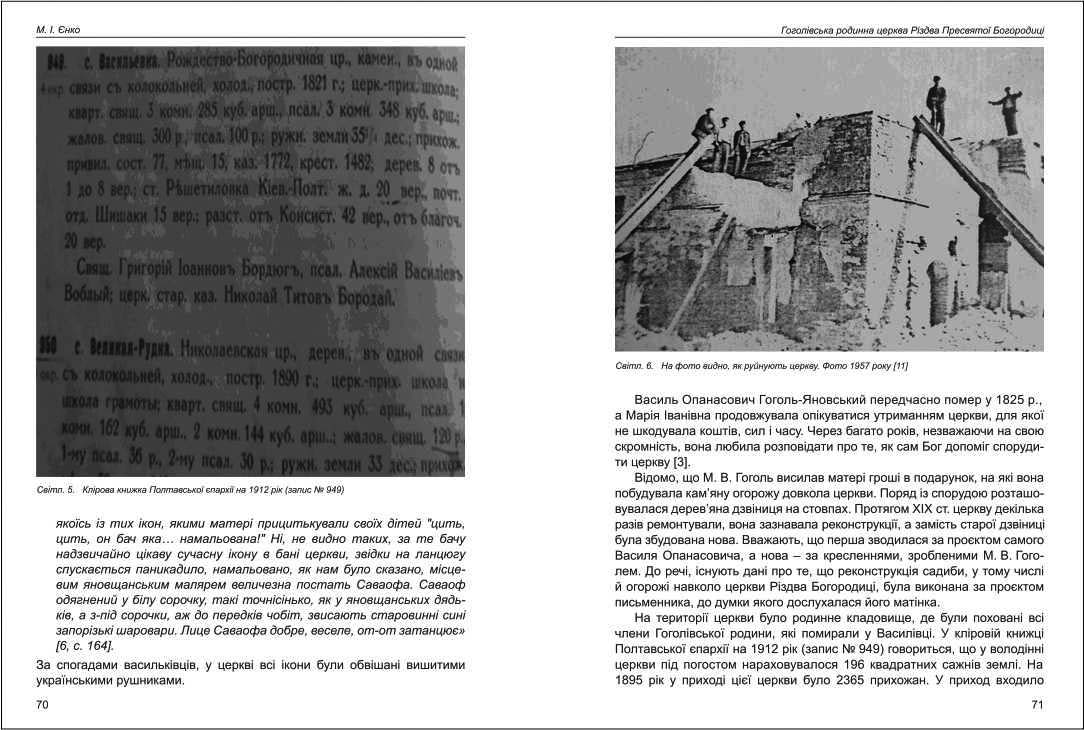 М. І. Єнко
949. с. Васильевка. Рождество-Богородичная цр., камен., въ одной
связи съ колокольней, холод., постр. 1821 г.; церк.-прих. школа;
кварт. свящ. 3 комн. 285 куб. арш., псал. 3 комн. 348 куб. арш.;
жалов. свящ. 300 р., псал. 100 р.; ружн. земли 35 дес.; прихож.
привил. сост. 77, мѣщ. 15, каз. 1772, крест. 1482; дерев. 8 отъ
1 до 8 вер.; ст. Рѣшетиловка Кіев.-Полт. ж. д. 20 вер., почт.
отд. Шишаки 15 вер.; разст. отъ Консист. 42 вер., отъ благоч.
20 вер.
Свящ. Григорій Іоанновъ Бордюгъ, псал. Алексій Василіевъ
Воблый; церк. стар. каз. Николай Титовъ Бородай.
950 с. Великая-Рудка. Николаевская цр., дерев., въ одной связи
съ колокольней, холод., постр. 1890 г.; церк.-прих. школа и
школа грамоты; кварт. свящ. 4 комн. 493 куб. арш., псал. 1
комн. 162 куб. арш., 2 комн. 144 куб. арш.; жалов. свящ. 120 р.
1-му псал. 36 р., 2-му псал. 30 р.; ружн. земли 33 дес.; прихож.
Світл. 5. Клірова книжка Полтавської єпархії на 1912 рік (запис № 949)
якоїсь із тих ікон, якими матері прицитькували своїх дітей "цить,
цить, он бач яка… намальована!" Ні, не видно таких, за те бачу
надзвичайно цікаву сучасну ікону в бані церкви, звідки на ланцюгу
спускається паникадило, намальовано, як нам було сказано, місце-
вим яновщанським малярем величезна постать Саваофа. Саваоф
одягнений у білу сорочку, такі точнісінько, як у яновщанських дядь-
ків, а з-під сорочки, аж до передків чобіт, звисають старовинні сині
запорізькі шаровари. Лице Саваофа добре, веселе, от-от затанцює»
[6, с. 164].
За спогадами васильківців, у церкві всі ікони були обвішані вишитими
українськими рушниками.
70
Гоголівська родинна церква Різдва Пресвятої Богородиці
Світл. 6. На фото видно, як руйнують церкву. Фото 1957 року [11]
Василь Опанасович Гоголь-Яновський передчасно помер у 1825 р.,
а Марія Іванівна продовжувала опікуватися утриманням церкви, для якої
не шкодувала коштів, сил і часу. Через багато років, незважаючи на свою
скромність, вона любила розповідати про те, як сам Бог допоміг споруди-
ти церкву [3].
Відомо, що М. В. Гоголь висилав матері гроші в подарунок, на які вона
побудувала кам’яну огорожу довкола церкви. Поряд із спорудою розташо-
вувалася дерев’яна дзвіниця на стовпах. Протягом XIX ст. церкву декілька
разів ремонтували, вона зазнавала реконструкції, а замість старої дзвіниці
була збудована нова. Вважають, що перша зводилася за проєктом самого
Василя Опанасовича, а нова – за кресленнями, зробленими М. В. Гого-
лем. До речі, існують дані про те, що реконструкція садиби, у тому числі
й огорожі навколо церкви Різдва Богородиці, була виконана за проєктом
письменника, до думки якого дослухалася його матінка.
На території церкви було родинне кладовище, де були поховані всі
члени Гоголівської родини, які помирали у Василівці. У кліровій книжці
Полтавської єпархії на 1912 рік (запис № 949) говориться, що у володінні
церкви під погостом нараховувалося 196 квадратних сажнів землі. На
1895 рік у приході цієї церкви було 2365 прихожан. У приход входило
71